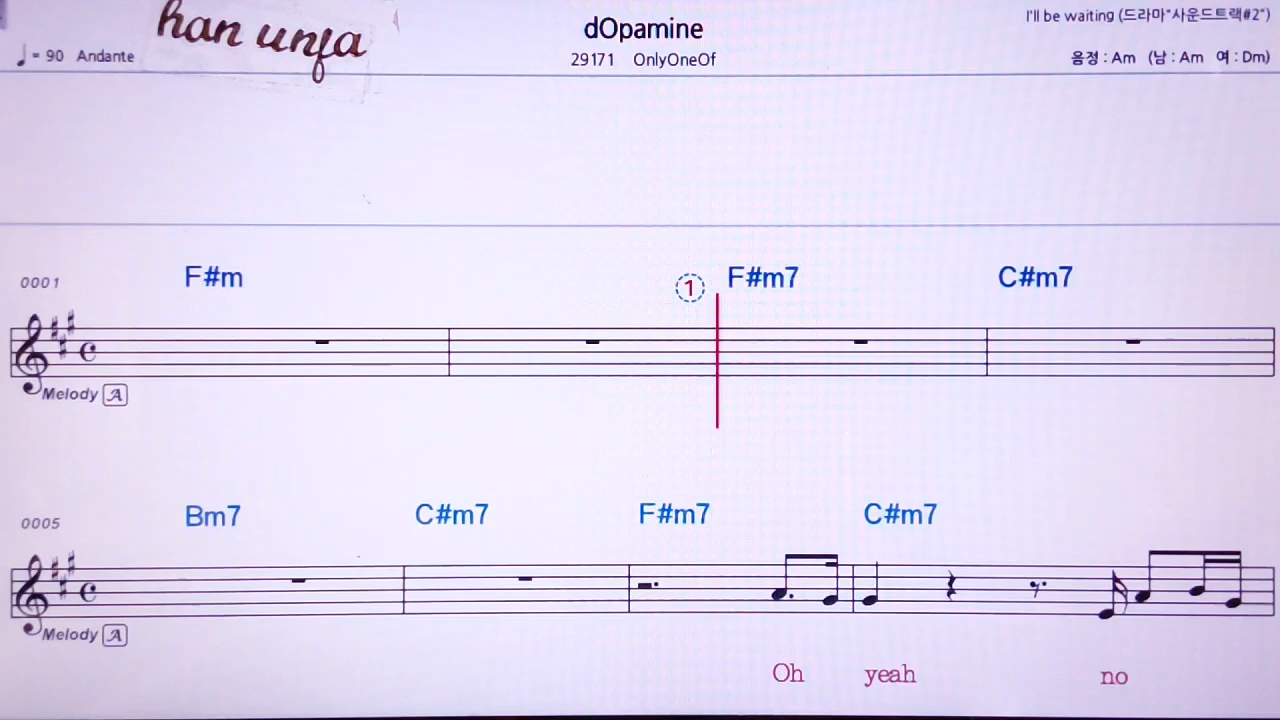 han unfa
dOpamine
I'll be waiting (드라마"사운드트랙#2")
♩ = 90 Andante
29171 OnlyOneOf
음정 : Am (남 : Am 여 : Dm)
0001
F#m
1
F#m7
C#m7
Melody A
0005
Bm7
C#m7
F#m7
C#m7
Melody A
Oh yeah no